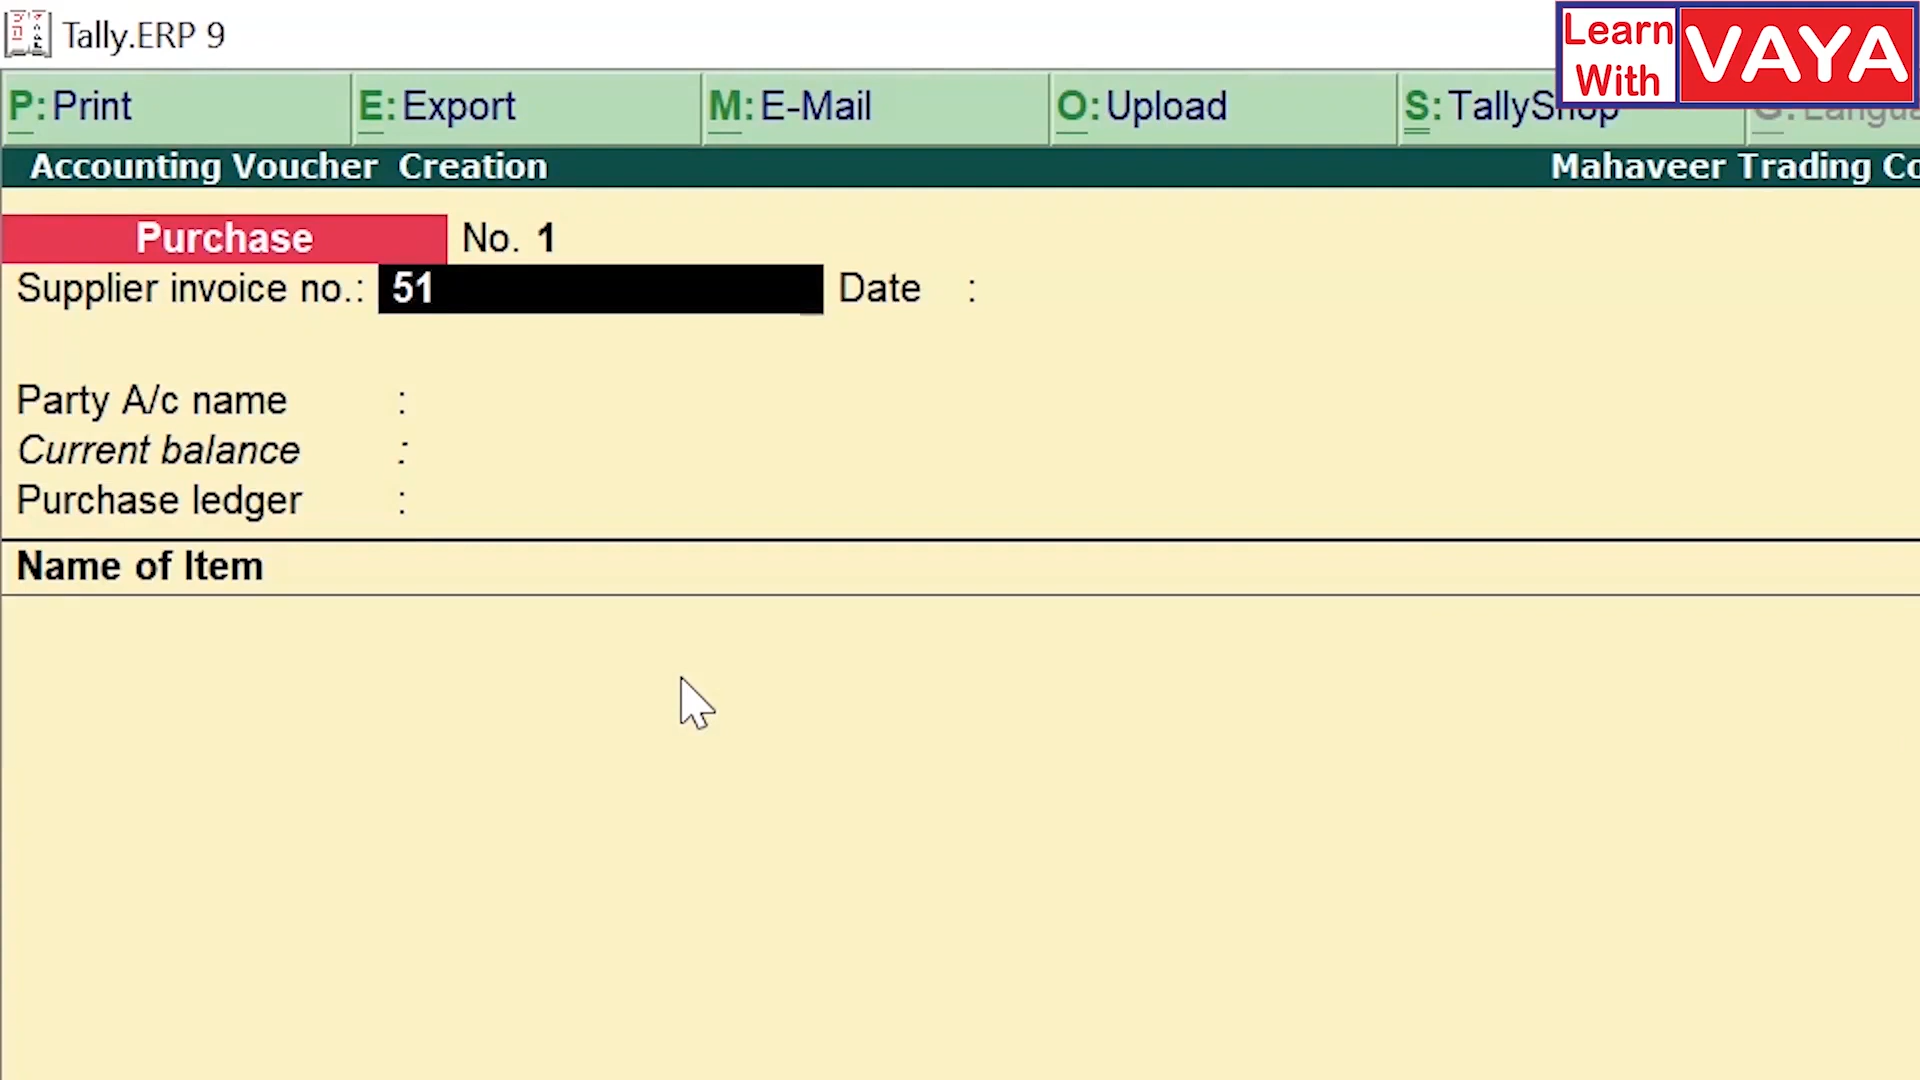 Tally.ERP 9
Learn With VAYA
P: Print E: Export M: E-Mail O: Upload S: TallyShop
Accounting Voucher Creation Mahaveer Trading Co
Purchase No. 1
Supplier invoice no.: 51 Date :
Party A/c name :
Current balance :
Purchase ledger :
Name of Item